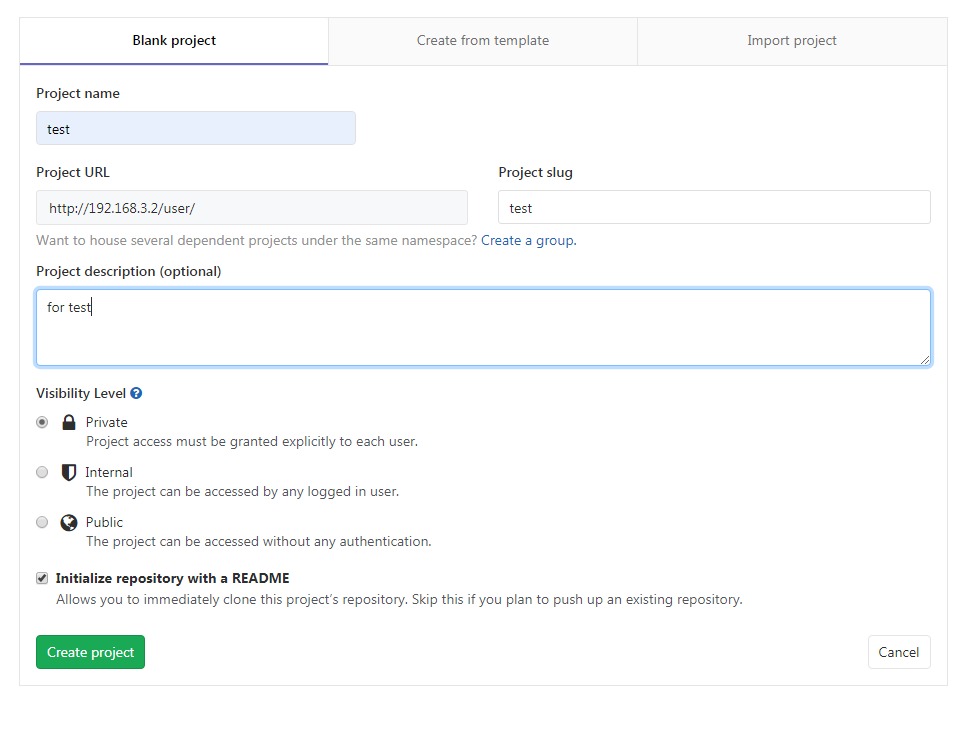 Blank project
Create from template
Import project
Project name
test
Project URL
Project slug
http://192.168.3.2/user/
test
Want to house several dependent projects under the same namespace? Create a group.
Project description (optional)
for test
Visibility Level
Private
Project access must be granted explicitly to each user.
Internal
The project can be accessed by any logged in user.
Public
The project can be accessed without any authentication.
Initialize repository with a README
Allows you to immediately clone this project's repository. Skip this if you plan to push up an existing repository.
Create project
Cancel